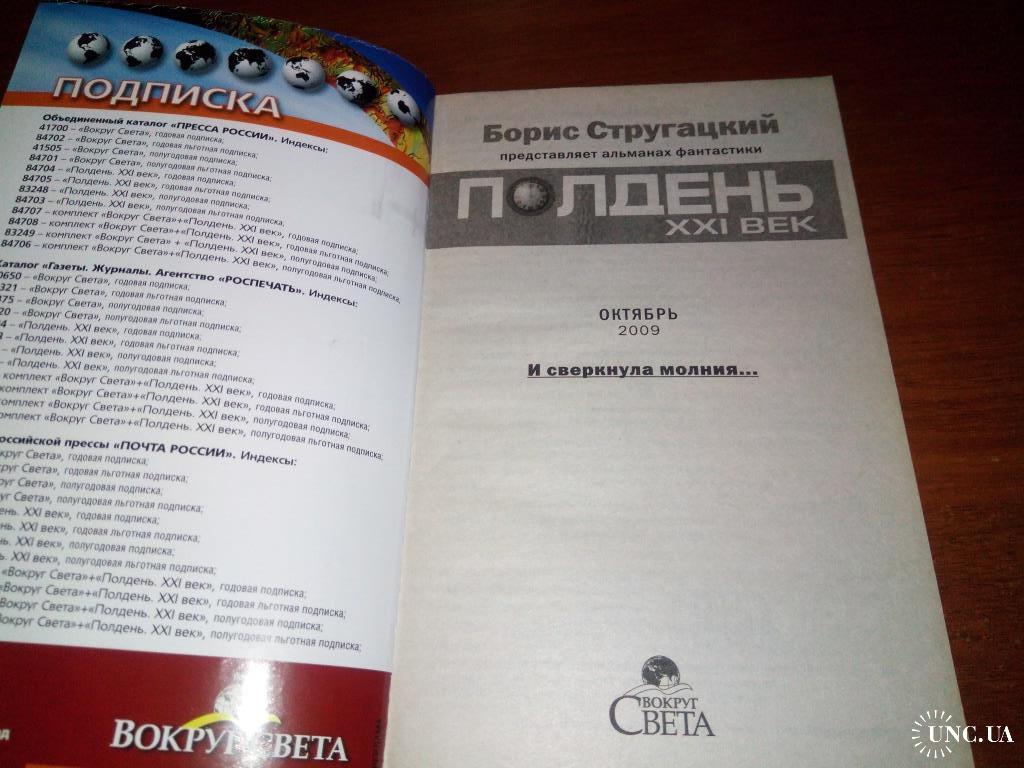 ПОДПИСКА
Объединенный каталог «ПРЕССА РОССИИ». Индексы:
41700 – «Вокруг Света», годовая подписка;
84702 – «Вокруг Света», годовая льготная подписка;
41505 – «Вокруг Света», полугодовая подписка;
84701 – «Вокруг Света», полугодовая льготная подписка;
84704 – «Полдень. XXI век», годовая подписка;
84705 – «Полдень. XXI век», годовая льготная подписка;
83248 – «Полдень. XXI век», полугодовая подписка;
84703 – «Полдень. XXI век», полугодовая льготная подписка;
84707 – комплект «Вокруг Света»+«Полдень. XXI век», годовая подписка;
84708 – комплект «Вокруг Света»+«Полдень. XXI век», годовая льготная подписка;
83249 – комплект «Вокруг Света» + «Полдень. XXI век», полугодовая подписка;
84706 – комплект «Вокруг Света»+«Полдень. XXI век», полугодовая льготная подписка;
Каталог «Газеты. Журналы. Агентство «РОСПЕЧАТЬ». Индексы:
0650 – «Вокруг Света», годовая подписка;
321 – «Вокруг Света», годовая льготная подписка;
375 – «Вокруг Света», полугодовая подписка;
20 – «Вокруг Света», полугодовая льготная подписка;
4 – «Полдень. XXI век», годовая подписка;
– «Полдень. XXI век», годовая льготная подписка;
– «Полдень. XXI век», полугодовая подписка;
– «Полдень. XXI век», полугодовая льготная подписка;
комплект «Вокруг Света»+«Полдень. XXI век», годовая подписка;
комплект «Вокруг Света»+«Полдень. XXI век», годовая льготная подписка;
комплект «Вокруг Света»+«Полдень. XXI век», полугодовая подписка;
омплект «Вокруг Света»+«Полдень. XXI век», полугодовая льготная подписка;
оссийской прессы «ПОЧТА РОССИИ». Индексы:
круг Света», годовая подписка;
круг Света», годовая льготная подписка;
руг Света», полугодовая подписка;
Света», полугодовая льготная подписка;
XXI век», годовая подписка;
XXI век», годовая льготная подписка;
XXI век», полугодовая подписка;
XXI век», полугодовая льготная подписка;
«Вокруг Света»+«Полдень. XXI век», годовая подписка;
«Вокруг Света»+«Полдень. XXI век», годовая льготная подписка;
Вокруг Света»+«Полдень. XXI век», полугодовая подписка;
Вокруг Света»+«Полдень. XXI век», полугодовая льготная подписка;
ВОКРУГ СВЕТА
Борис Стругацкий
представляет альманах фантастики
ПОЛДЕНЬ
XXI ВЕК
ОКТЯБРЬ
2009
И сверкнула молния...
ВОКРУГ
СВЕТА
UNC.UA